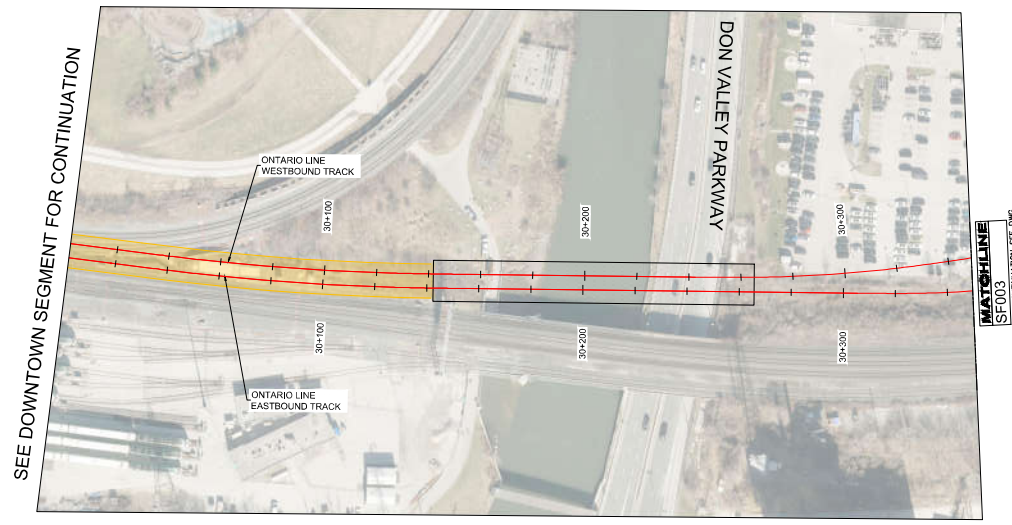 SEE DOWNTOWN SEGMENT FOR CONTINUATION
ONTARIO LINE
WESTBOUND TRACK
30+100
30+200
DON VALLEY PARKWAY
30+300
30+100
30+200
30+300
ONTARIO LINE
EASTBOUND TRACK
MATCHLINE
SF003